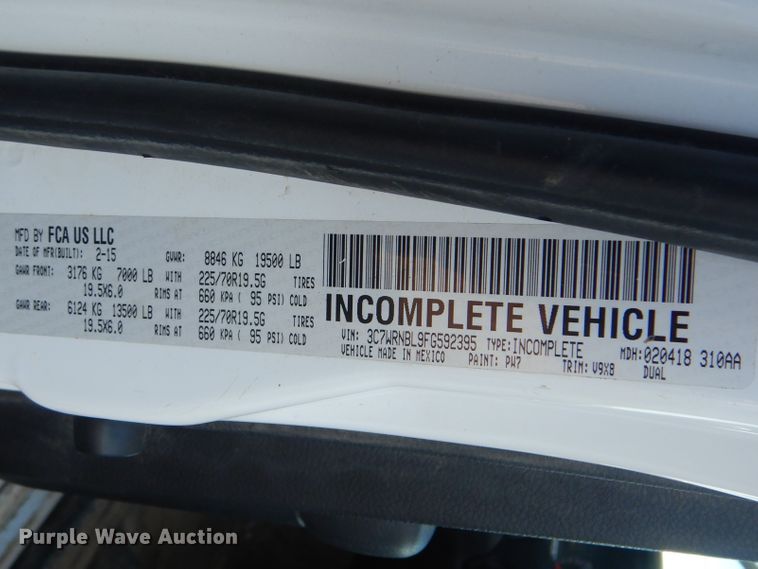 MFD BY FCA US LLC
DATE OF MFR(BUILT): 2-15 GVWR: 8846 KG 19500 LB
GAWR FRONT: 3176 KG 7000 LB WITH 225/70R19.5G TIRES
19.5X6.0 RIMS AT 660 KPA ( 95 PSI) COLD
GAWR REAR: 6124 KG 13500 LB WITH 225/70R19.5G TIRES
19.5X6.0 RIMS AT 660 KPA ( 95 PSI) COLD
INCOMPLETE VEHICLE
VIN: 3C7WRNBL9FG592395 TYPE: INCOMPLETE MDH: 020418 310AA
VEHICLE MADE IN MEXICO PAINT: PW7 TRIM: V9X8 DUAL
Purple Wave Auction